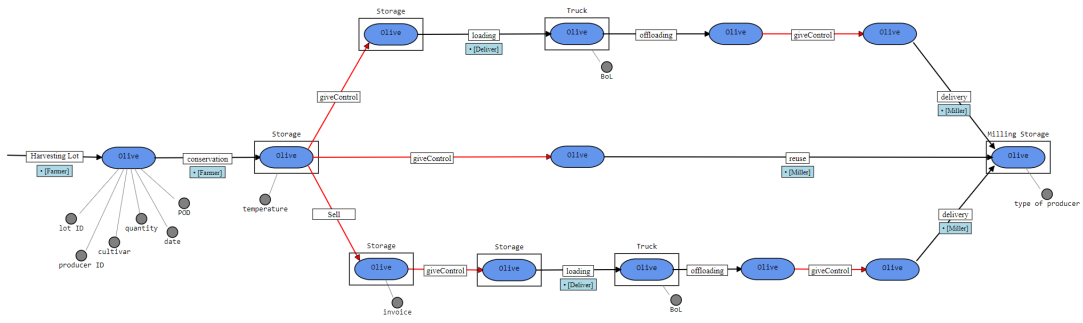 Storage
Olive
loading
• [Deliver]
Truck
Olive
BoL
offloading
Olive
giveControl
Olive
giveControl
delivery
• [Miller]
Harvesting Lot
• [Farmer]
Olive
conservation
• [Farmer]
Storage
Olive
giveControl
Olive
reuse
• [Miller]
Milling Storage
Olive
type of producer
lot ID
producer ID
cultivar
quantity
date
POD
temperature
Sell
delivery
• [Miller]
Storage
Olive
invoice
giveControl
Storage
Olive
loading
• [Deliver]
Truck
Olive
BoL
offloading
Olive
giveControl
Olive